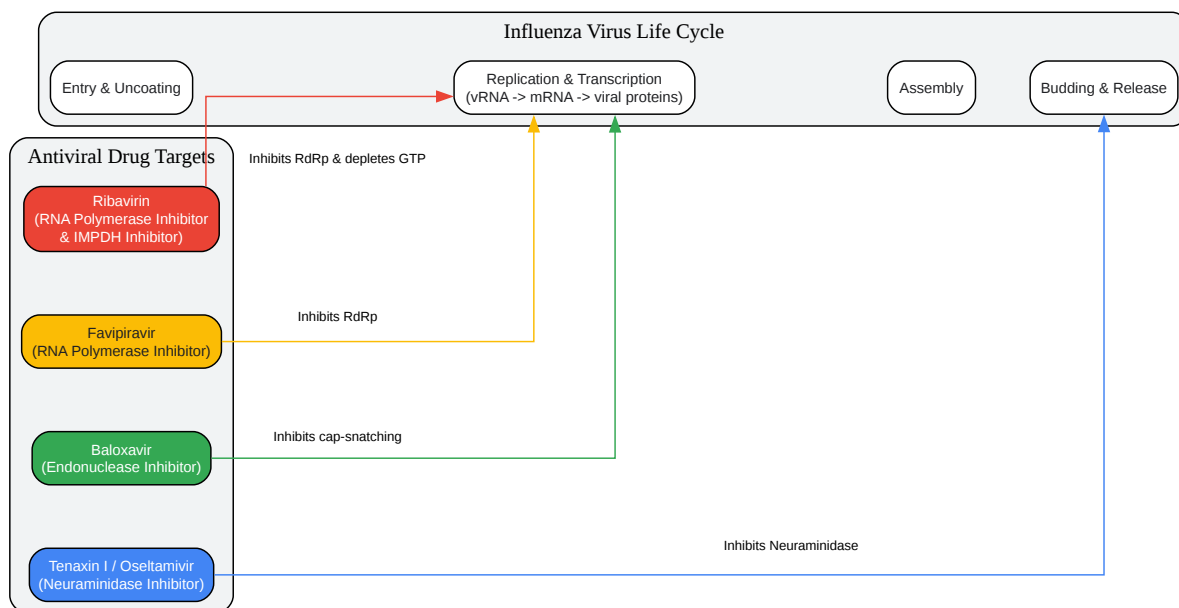 Influenza Virus Life Cycle
Entry & Uncoating
Replication & Transcription
(vRNA -> mRNA -> viral proteins)
Assembly
Budding & Release
Antiviral Drug Targets
Inhibits RdRp & depletes GTP
Ribavirin
(RNA Polymerase Inhibitor
& IMPDH Inhibitor)
Inhibits RdRp
Favipiravir
(RNA Polymerase Inhibitor)
Inhibits cap-snatching
Baloxavir
(Endonuclease Inhibitor)
Inhibits Neuraminidase
Tenaxin I / Oseltamivir
(Neuraminidase Inhibitor)